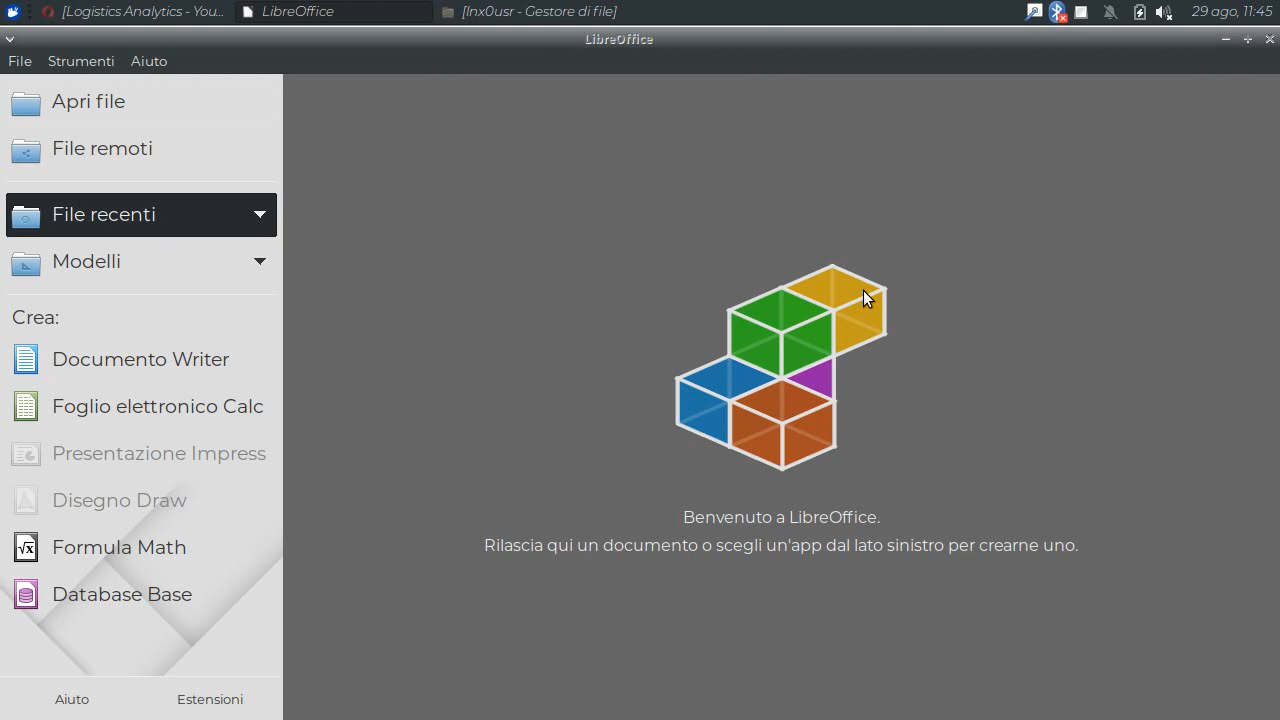 [Logistics Analytics - You...
LibreOffice
[lnx0usr - Gestore di file]
29 ago, 11:45
LibreOffice
File Strumenti Aiuto
Apri file
File remoti
File recenti
Modelli
Crea:
Documento Writer
Foglio elettronico Calc
Presentazione Impress
Disegno Draw
Formula Math
Database Base
Aiuto
Estensioni
Benvenuto a LibreOffice.
Rilascia qui un documento o scegli un'app dal lato sinistro per crearne uno.